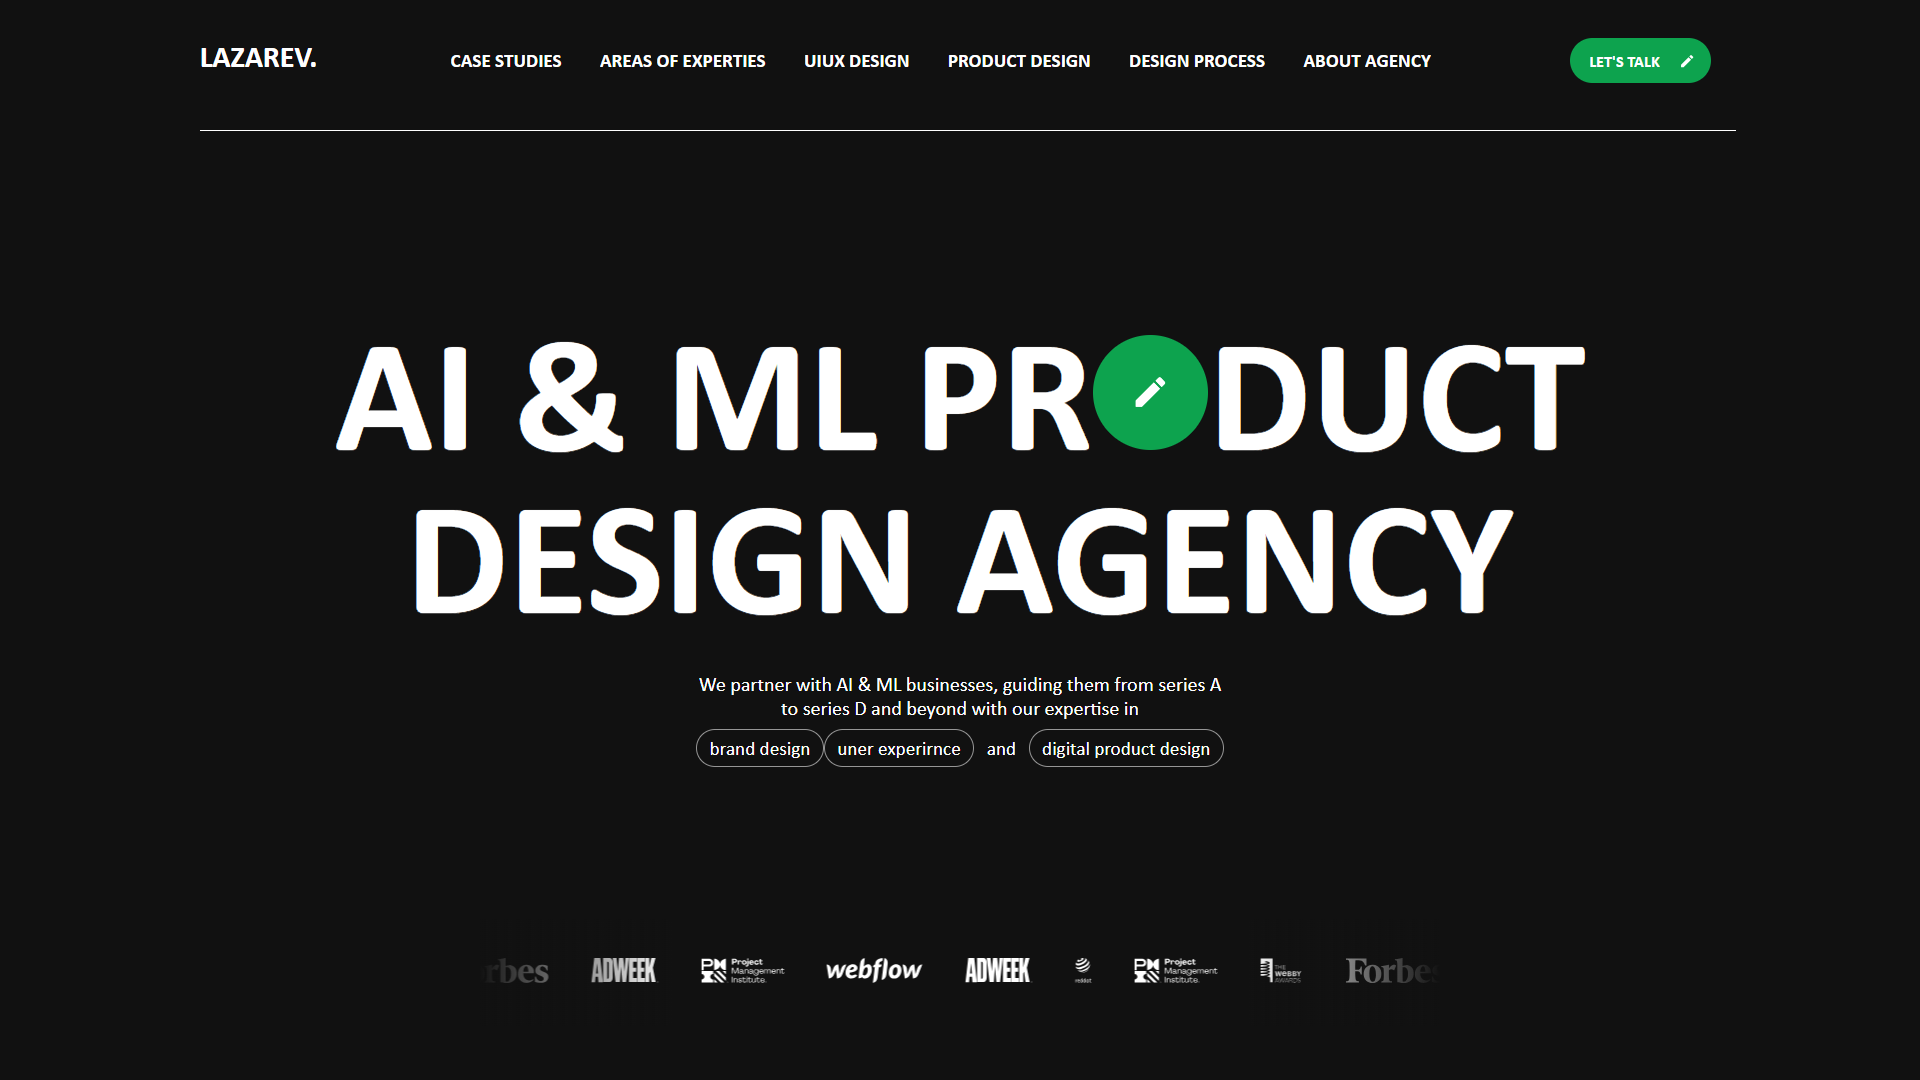 LAZAREV.
CASE STUDIES
AREAS OF EXPERTIES
UIUX DESIGN
PRODUCT DESIGN
DESIGN PROCESS
ABOUT AGENCY
LET'S TALK
AI & ML PR DUCT
DESIGN AGENCY
We partner with AI & ML businesses, guiding them from series A
to series D and beyond with our expertise in
brand design uner experirnce and digital product design
rbes
ADWEEK
Project
Management
Institute.
webflow
ADWEEK
reddot
Project
Management
Institute.
THE
WEBBY
AWARDS
Forbes